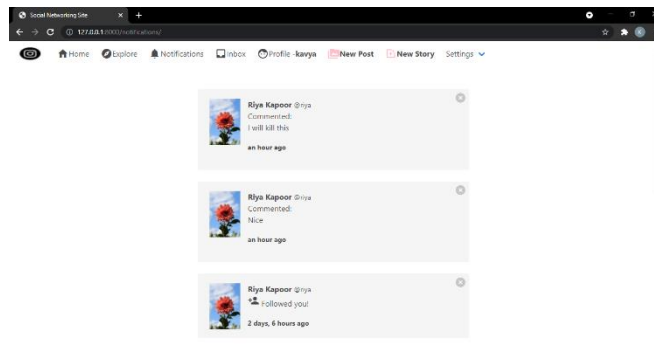 Social Networking Site
127.0.0.1:8000/notifications/
Home Explore Notifications Inbox Profile -kavya New Post New Story Settings
Riya Kapoor @riya
Commented:
I will kill this
an hour ago
Riya Kapoor @riya
Commented:
Nice
an hour ago
Riya Kapoor @riya
Followed you!
2 days, 6 hours ago